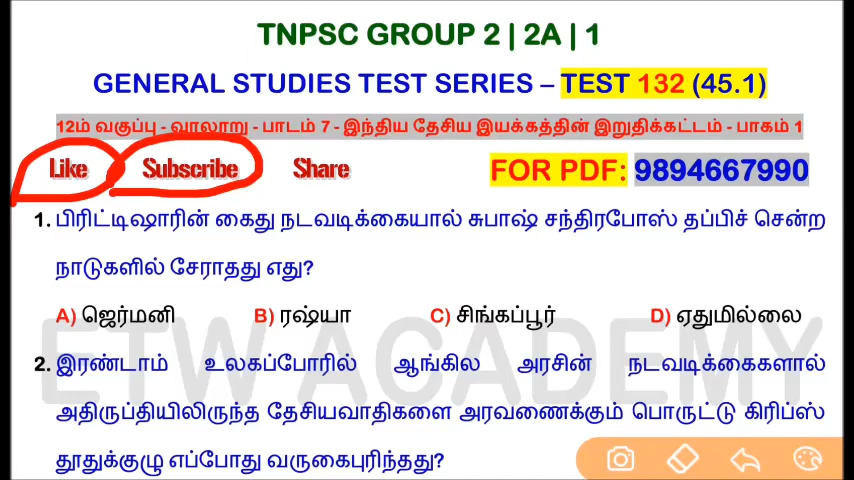 TNPSC GROUP 2 | 2A | 1
GENERAL STUDIES TEST SERIES – TEST 132 (45.1)
12ம் வகுப்பு - வரலாறு - பாடம் 7 - இந்திய தேசிய இயக்கத்தின் இறுதிக்கட்டம் - பாகம் 1
Like Subscribe Share FOR PDF: 9894667990
1. பிரிட்டிஷாரின் கைது நடவடிக்கையால் சுபாஷ் சந்திரபோஸ் தப்பிச் சென்ற
நாடுகளில் சேராதது எது?
A) ஜெர்மனி B) ரஷ்யா C) சிங்கப்பூர் D) ஏதுமில்லை
ETW ACADEMY
2. இரண்டாம் உலகப்போரில் ஆங்கில அரசின் நடவடிக்கைகளால்
அதிருப்தியிலிருந்த தேசியவாதிகளை அரவணைக்கும் பொருட்டு கிரிப்ஸ்
தூதுக்குழு எப்போது வருகைபுரிந்தது?